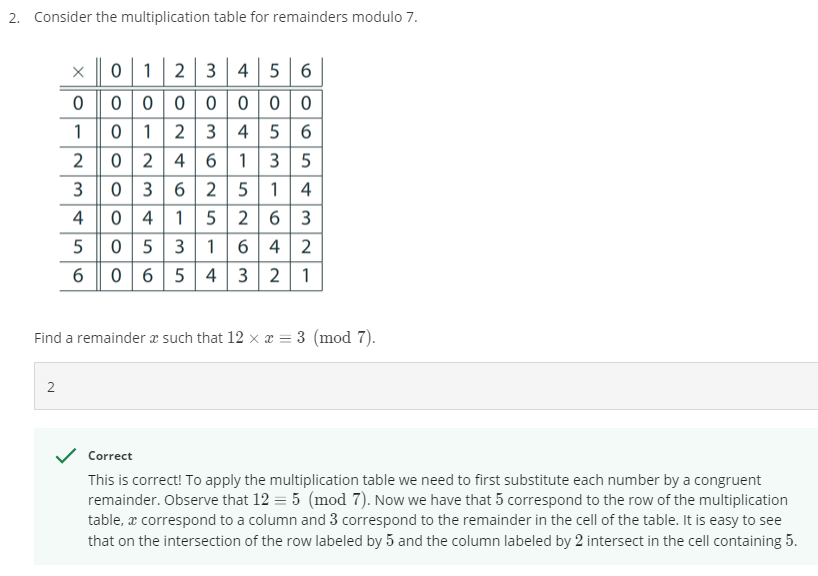 2. Consider the multiplication table for remainders modulo 7.
× 0 1 2 3 4 5 6
0 0 0 0 0 0 0 0
1 0 1 2 3 4 5 6
2 0 2 4 6 1 3 5
3 0 3 6 2 5 1 4
4 0 4 1 5 2 6 3
5 0 5 3 1 6 4 2
6 0 6 5 4 3 2 1
Find a remainder x such that 12 × x ≡ 3 (mod 7).
2
Correct
This is correct! To apply the multiplication table we need to first substitute each number by a congruent
remainder. Observe that 12 ≡ 5 (mod 7). Now we have that 5 correspond to the row of the multiplication
table, x correspond to a column and 3 correspond to the remainder in the cell of the table. It is easy to see
that on the intersection of the row labeled by 5 and the column labeled by 2 intersect in the cell containing 5.